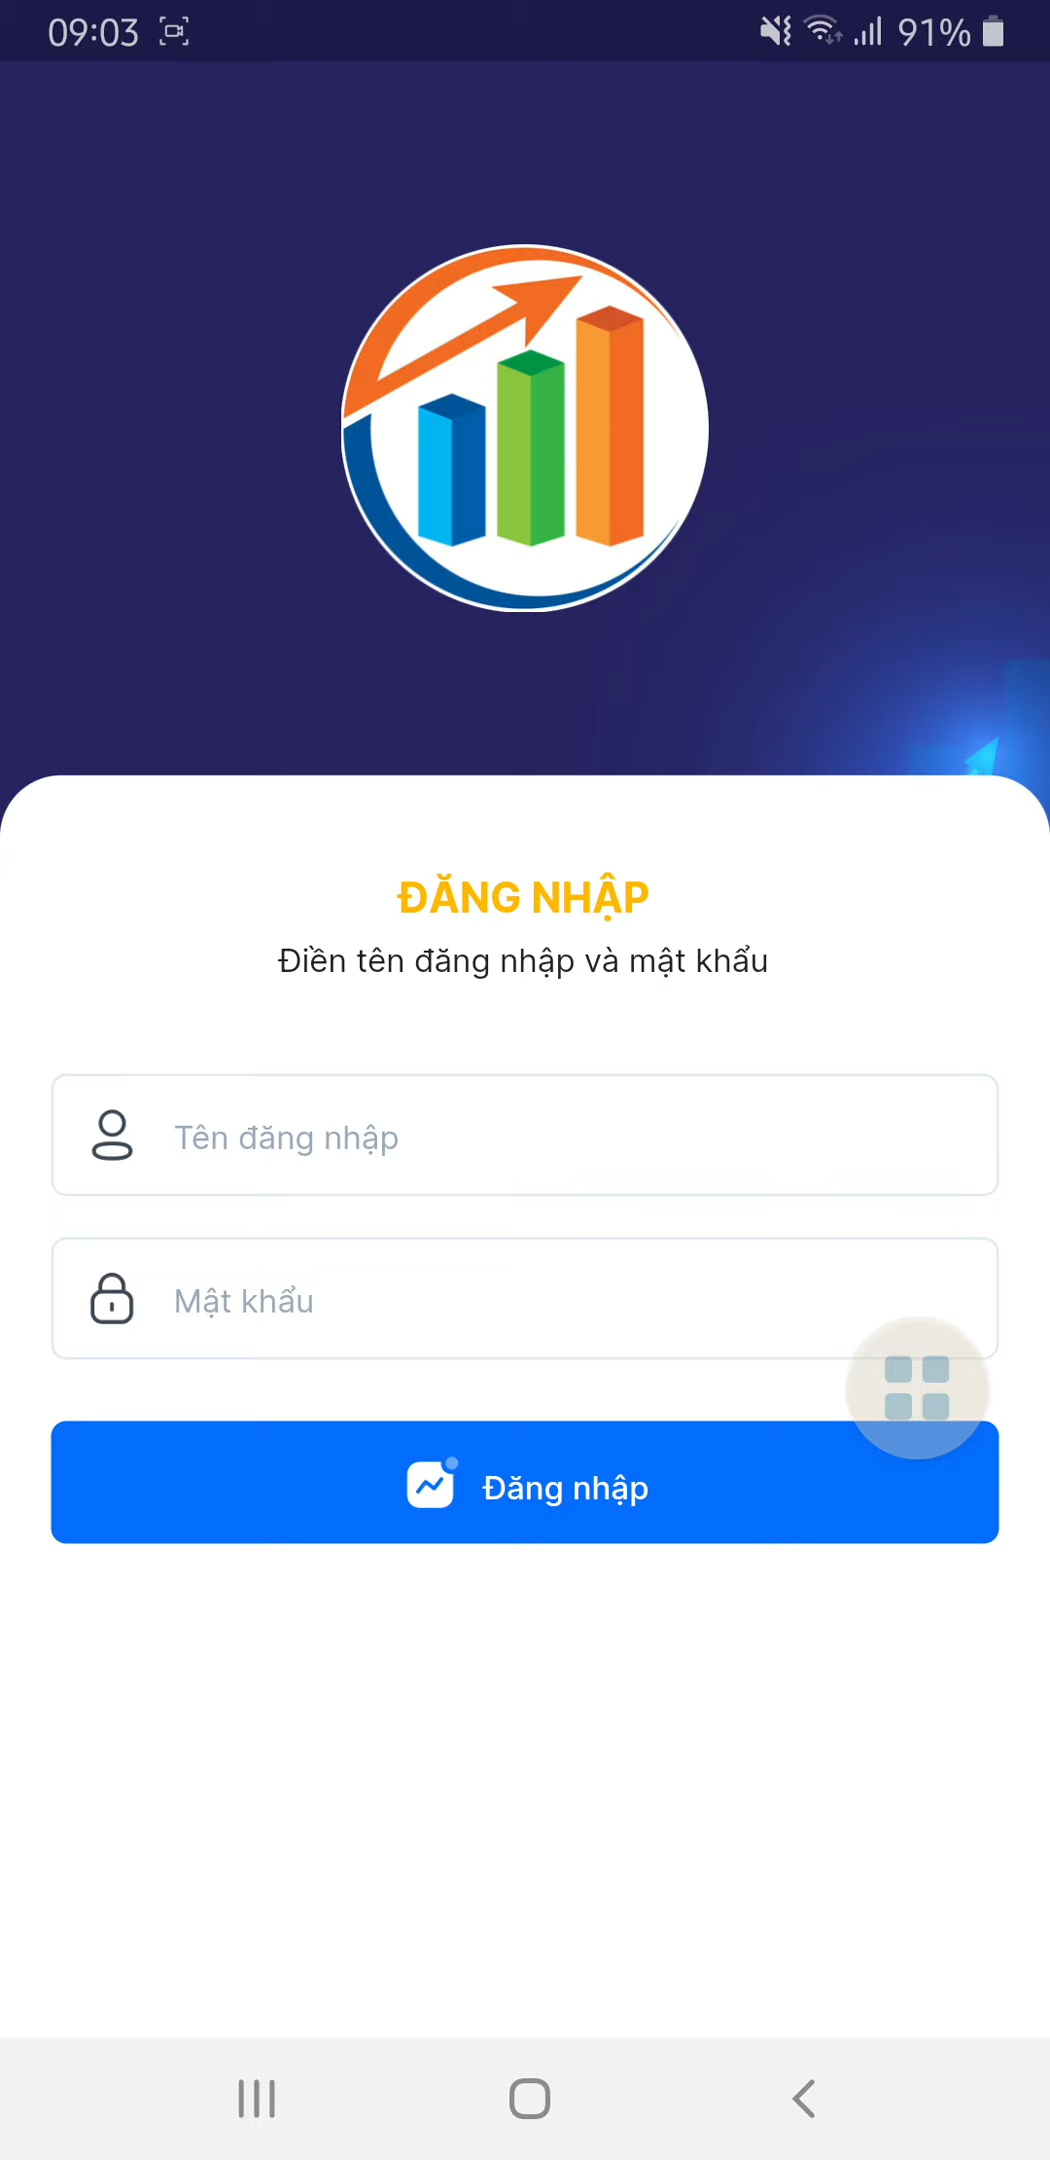 09:03
91%
ĐĂNG NHẬP
Điền tên đăng nhập và mật khẩu
Tên đăng nhập
Mật khẩu
Đăng nhập